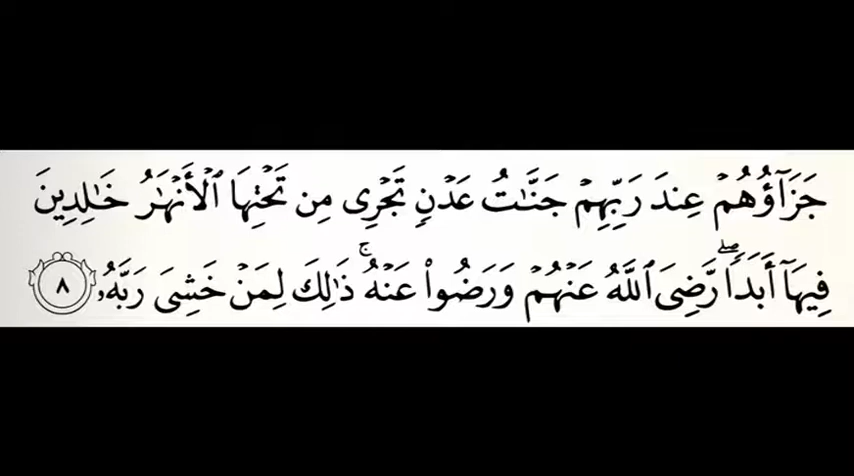 جَزَآؤُهُمۡ عِندَ رَبِّهِمۡ جَنَّٰتُ عَدۡنٖ تَجۡرِي مِن تَحۡتِهَا ٱلۡأَنۡهَٰرُ خَٰلِدِينَ
فِيهَآ أَبَدٗاۖ رَّضِيَ ٱللَّهُ عَنۡهُمۡ وَرَضُواْ عَنۡهُۚ ذَٰلِكَ لِمَنۡ خَشِيَ رَبَّهُۥ ٨